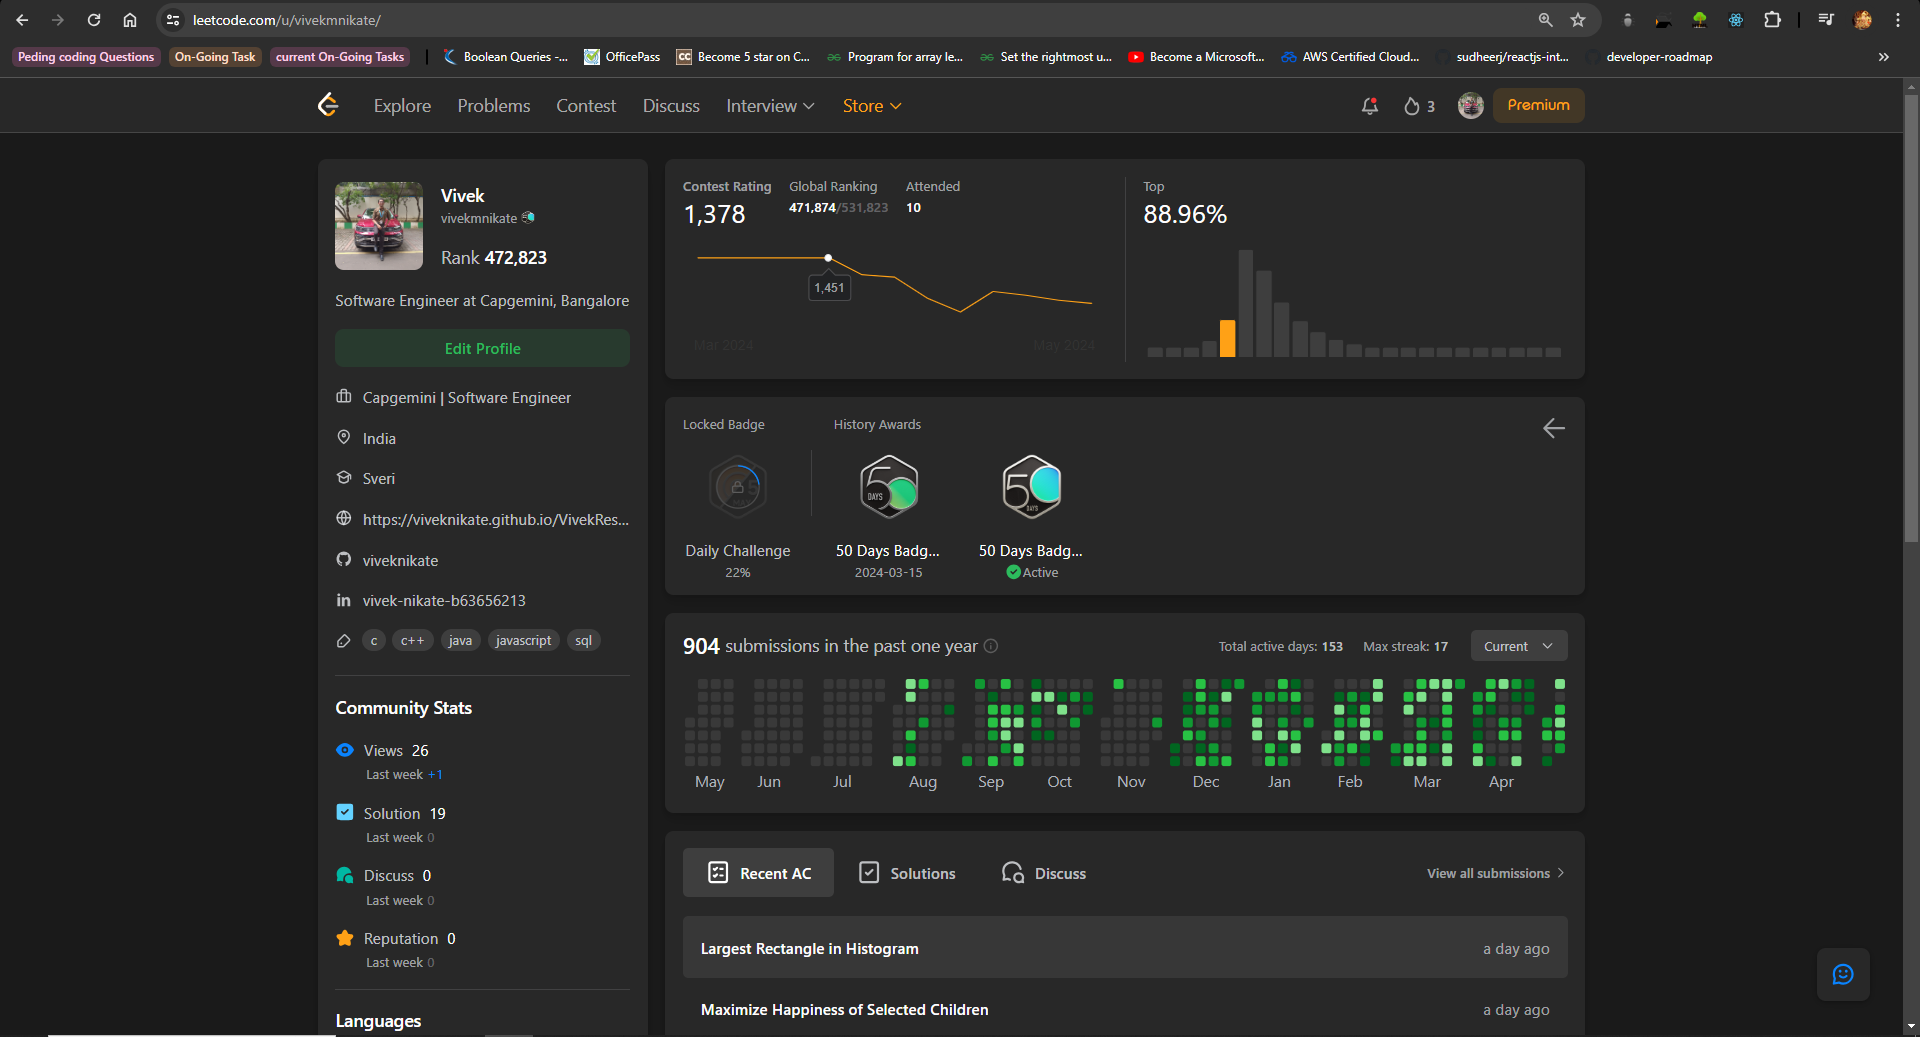 leetcode.com/u/vivekmnikate/
Peding coding Questions
On-Going Task
current On-Going Tasks
Boolean Queries -...
OfficePass
Become 5 star on C...
Program for array le...
Set the rightmost u...
Become a Microsoft...
AWS Certified Cloud...
sudheerj/reactjs-int...
developer-roadmap
Explore
Problems
Contest
Discuss
Interview
Store
3
Premium
Vivek
vivekmnikate
Rank 472,823
Software Engineer at Capgemini, Bangalore
Edit Profile
Capgemini | Software Engineer
India
Sveri
https://viveknikate.github.io/VivekRes...
viveknikate
vivek-nikate-b63656213
c
c++
java
javascript
sql
Community Stats
Views 26
Last week +1
Solution 19
Last week 0
Discuss 0
Last week 0
Reputation 0
Last week 0
Languages
Contest Rating
1,378
Global Ranking
471,874/531,823
Attended
10
1,451
Mar 2024
May 2024
Top
88.96%
Locked Badge
History Awards
Daily Challenge
22%
50 DAYS
50 Days Badg...
2024-03-15
50 DAYS
50 Days Badg...
Active
904 submissions in the past one year
Total active days: 153
Max streak: 17
Current
May
Jun
Jul
Aug
Sep
Oct
Nov
Dec
Jan
Feb
Mar
Apr
Recent AC
Solutions
Discuss
View all submissions
Largest Rectangle in Histogram
a day ago
Maximize Happiness of Selected Children
a day ago